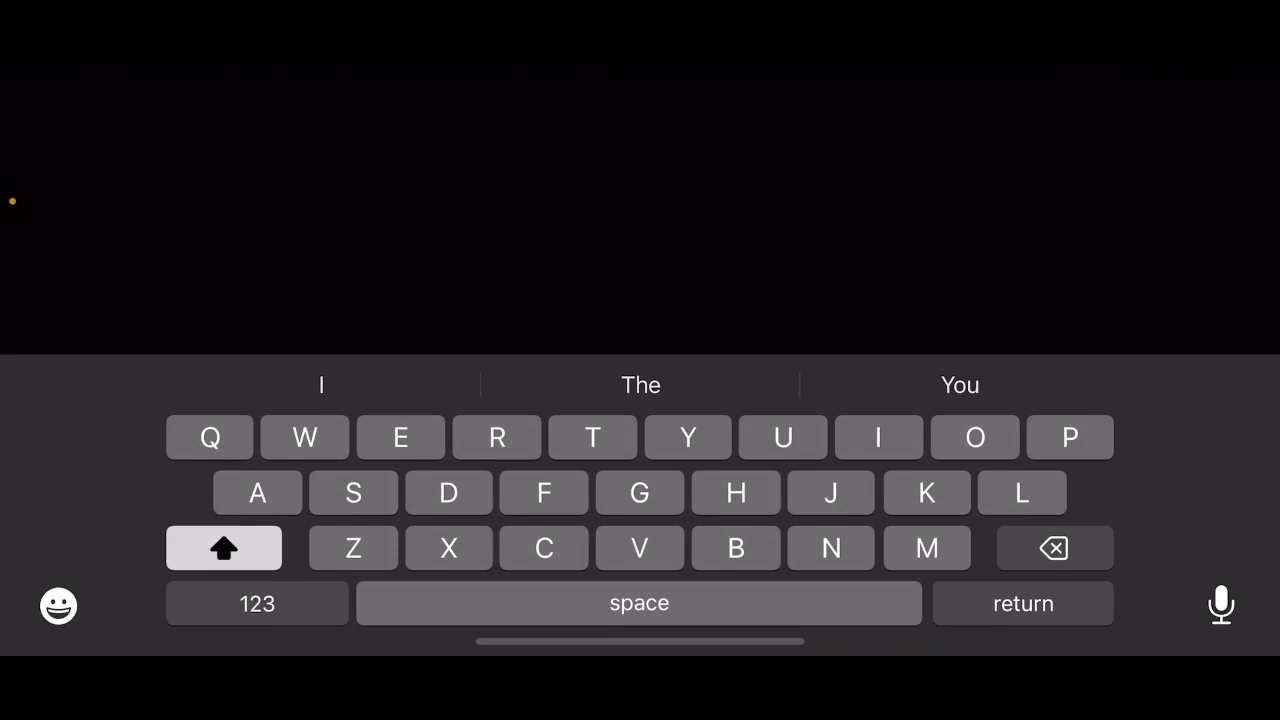 I The You
Q W E R T Y U I O P
A S D F G H J K L
Z X C V B N M
123 space return